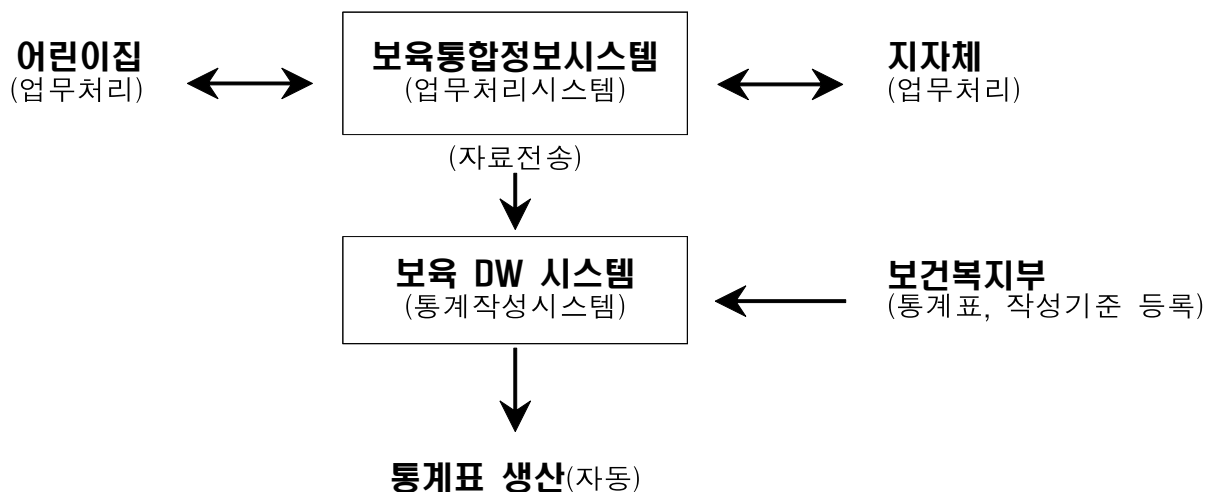 어린이집
(업무처리)
보육통합정보시스템
(업무처리시스템)
지자체
(업무처리)
(자료전송)
보육 DW 시스템
(통계작성시스템)
보건복지부
(통계표, 작성기준 등록)
통계표 생산(자동)